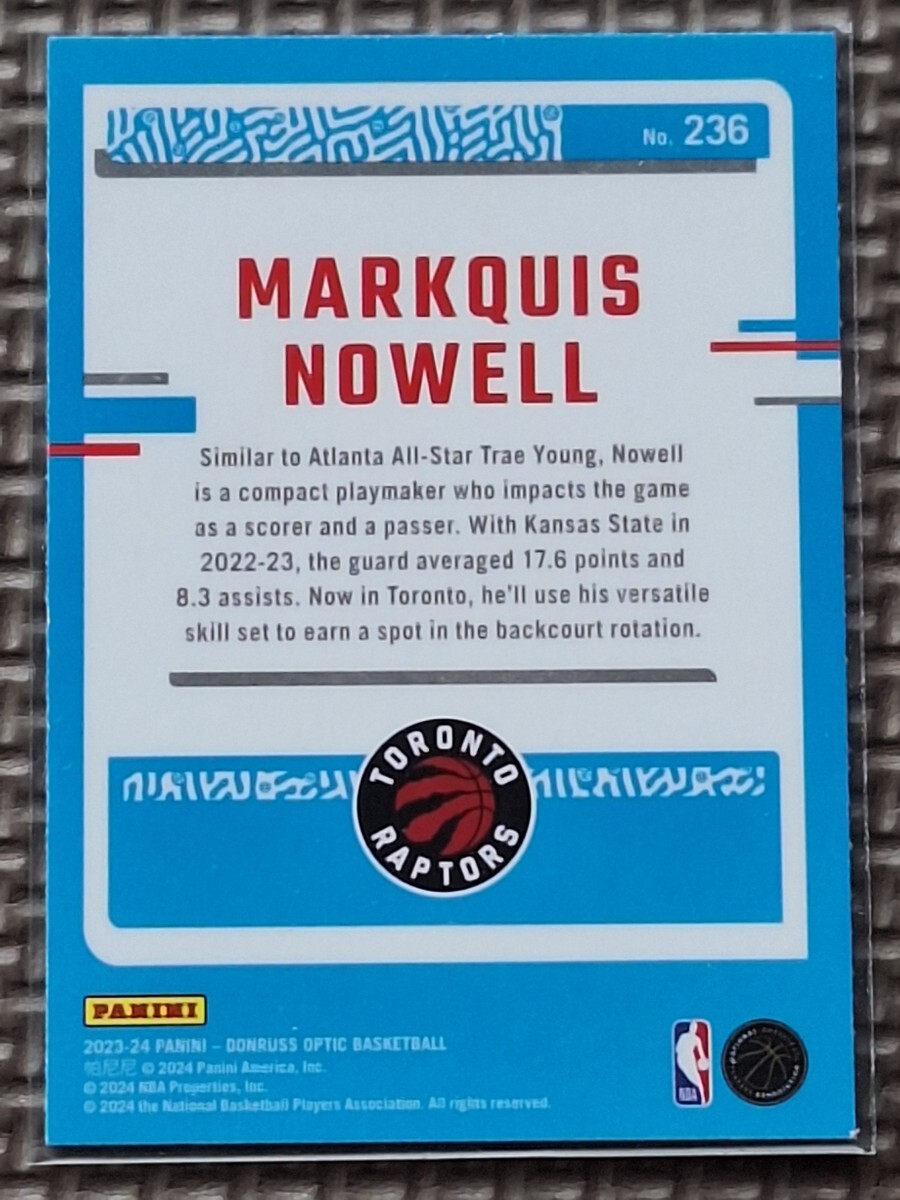 No. 236
MARKQUIS
NOWELL
Similar to Atlanta All-Star Trae Young, Nowell
is a compact playmaker who impacts the game
as a scorer and a passer. With Kansas State in
2022-23, the guard averaged 17.6 points and
8.3 assists. Now in Toronto, he'll use his versatile
skill set to earn a spot in the backcourt rotation.
TORONTO
RAPTORS
PANINI
2023-24 PANINI – DONRUSS OPTIC BASKETBALL
帕尼尼 © 2024 Panini America, Inc.
© 2024 NBA Properties, Inc.
© 2024 the National Basketball Players Association. All rights reserved.
NBA